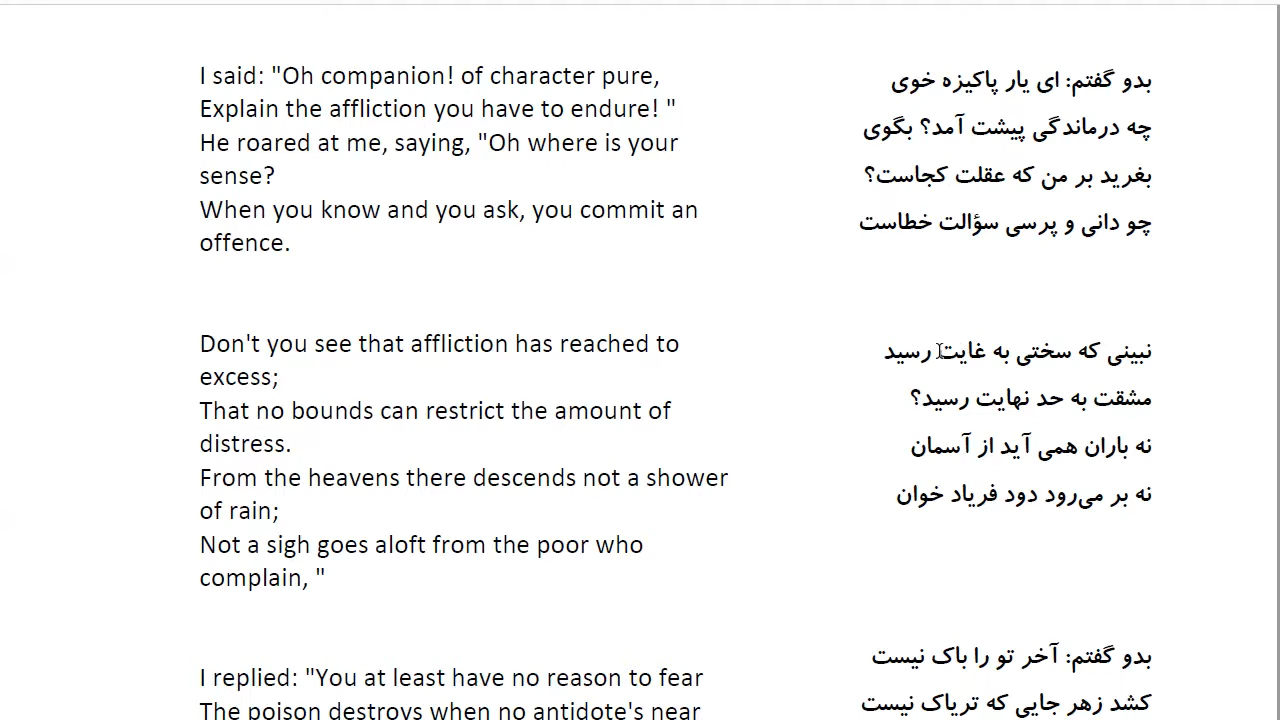 I said: "Oh companion! of character pure,
Explain the affliction you have to endure! "
He roared at me, saying, "Oh where is your
sense?
When you know and you ask, you commit an
offence.
Don't you see that affliction has reached to
excess;
That no bounds can restrict the amount of
distress.
From the heavens there descends not a shower
of rain;
Not a sigh goes aloft from the poor who
complain, "
I replied: "You at least have no reason to fear
The poison destroys when no antidote's near
بدو گفتم: ای یار پاکیزه خوی
چه درماندگی پیشت آمد؟ بگوی
بغرید بر من که عقلت کجاست؟
چو دانی و پرسی سؤالت خطاست
نبینی که سختی به غایت رسید
مشقت به حد نهایت رسید؟
نه باران همی آید از آسمان
نه بر می‌رود دود فریاد خوان
بدو گفتم: آخر تو را باک نیست
کشد زهر جایی که تریاک نیست